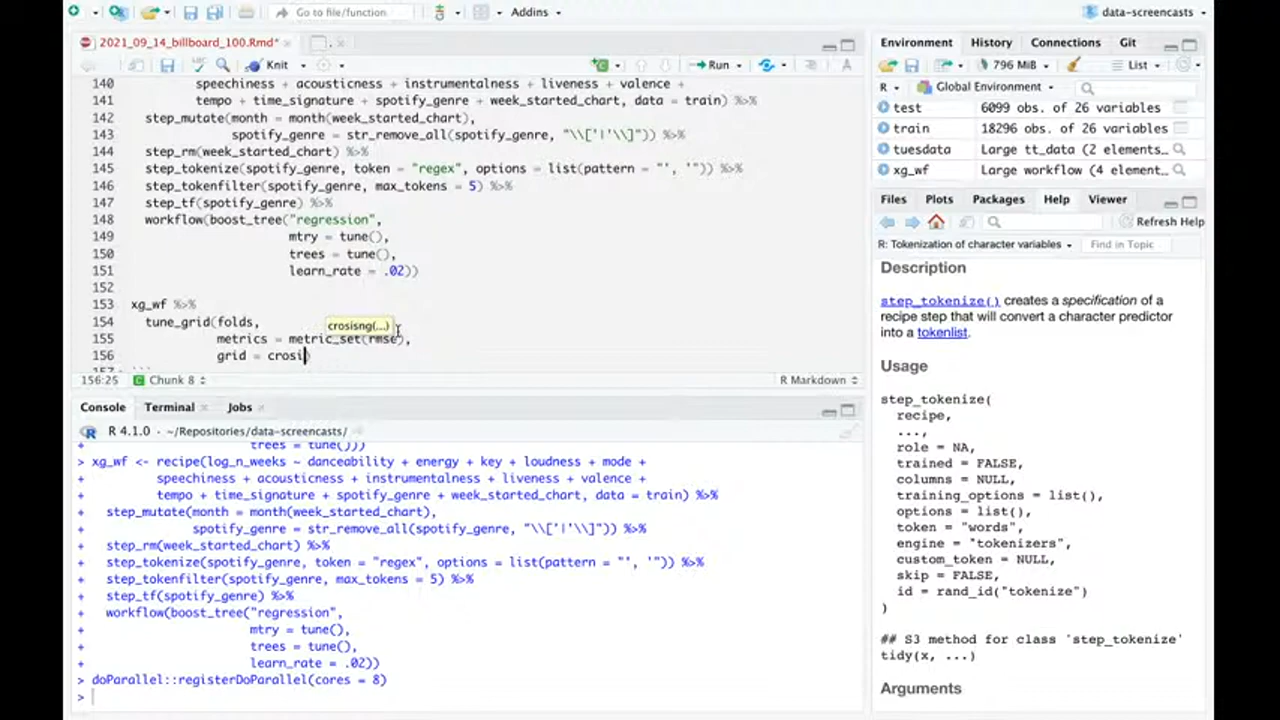 Go to file/function
Addins
data-screencasts
2021_09_14_billboard_100.Rmd*
Knit
Run
140 speechiness + acousticness + instrumentalness + liveness + valence +
141 tempo + time_signature + spotify_genre + week_started_chart, data = train) %>%
142 step_mutate(month = month(week_started_chart),
143 spotify_genre = str_remove_all(spotify_genre, "\\['|'\\]")) %>%
144 step_rm(week_started_chart) %>%
145 step_tokenize(spotify_genre, token = "regex", options = list(pattern = "', '")) %>%
146 step_tokenfilter(spotify_genre, max_tokens = 5) %>%
147 step_tf(spotify_genre) %>%
148 workflow(boost_tree("regression",
149 mtry = tune(),
150 trees = tune(),
151 learn_rate = .02))
152
153 xg_wf %>%
154 tune_grid(folds,
crosisng(...)
155 metrics = metric_set(rmse),
156 grid = crosi)
157 ```
156:25
Chunk 8
R Markdown
Console
Terminal
Jobs
R 4.1.0 · ~/Repositories/data-screencasts/
+ trees = tune()))
> xg_wf <- recipe(log_n_weeks ~ danceability + energy + key + loudness + mode +
+ speechiness + acousticness + instrumentalness + liveness + valence +
+ tempo + time_signature + spotify_genre + week_started_chart, data = train) %>%
+ step_mutate(month = month(week_started_chart),
+ spotify_genre = str_remove_all(spotify_genre, "\\['|'\\]")) %>%
+ step_rm(week_started_chart) %>%
+ step_tokenize(spotify_genre, token = "regex", options = list(pattern = "', '")) %>%
+ step_tokenfilter(spotify_genre, max_tokens = 5) %>%
+ step_tf(spotify_genre) %>%
+ workflow(boost_tree("regression",
+ mtry = tune(),
+ trees = tune(),
+ learn_rate = .02))
> doParallel::registerDoParallel(cores = 8)
>
Environment
History
Connections
Git
796 MiB
List
R
Global Environment
test 6099 obs. of 26 variables
train 18296 obs. of 26 variables
tuesdata Large tt_data (2 elements…
xg_wf Large workflow (4 element…
Files
Plots
Packages
Help
Viewer
Refresh Help
R: Tokenization of character variables
Find in Topic
Description
step_tokenize() creates a specification of a
recipe step that will convert a character predictor
into a tokenlist.
Usage
step_tokenize(
recipe,
...,
role = NA,
trained = FALSE,
columns = NULL,
training_options = list(),
options = list(),
token = "words",
engine = "tokenizers",
custom_token = NULL,
skip = FALSE,
id = rand_id("tokenize")
)
## S3 method for class 'step_tokenize'
tidy(x, ...)
Arguments